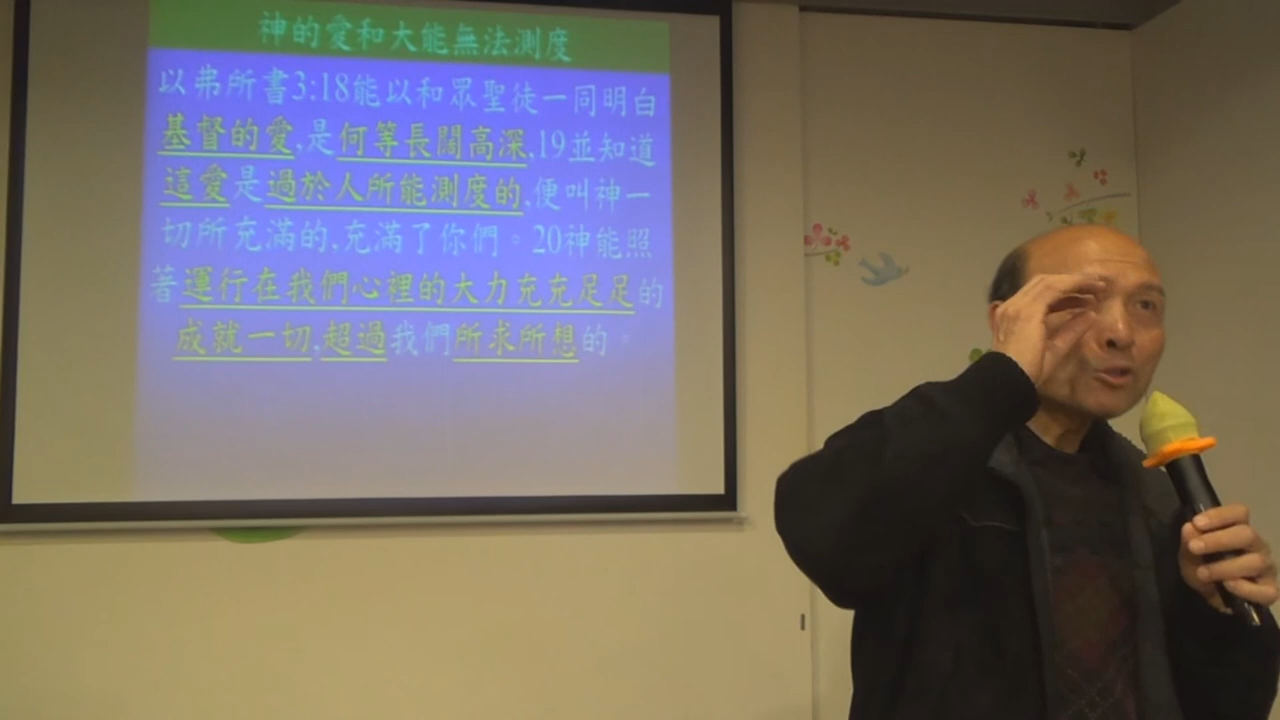 神的愛和大能無法測度
以弗所書3:18能以和眾聖徒一同明白
基督的愛,是何等長闊高深,19並知道
這愛是過於人所能測度的,便叫神一
切所充滿的,充滿了你們。20神能照
著運行在我們心裡的大力充充足足的
成就一切,超過我們所求所想的。